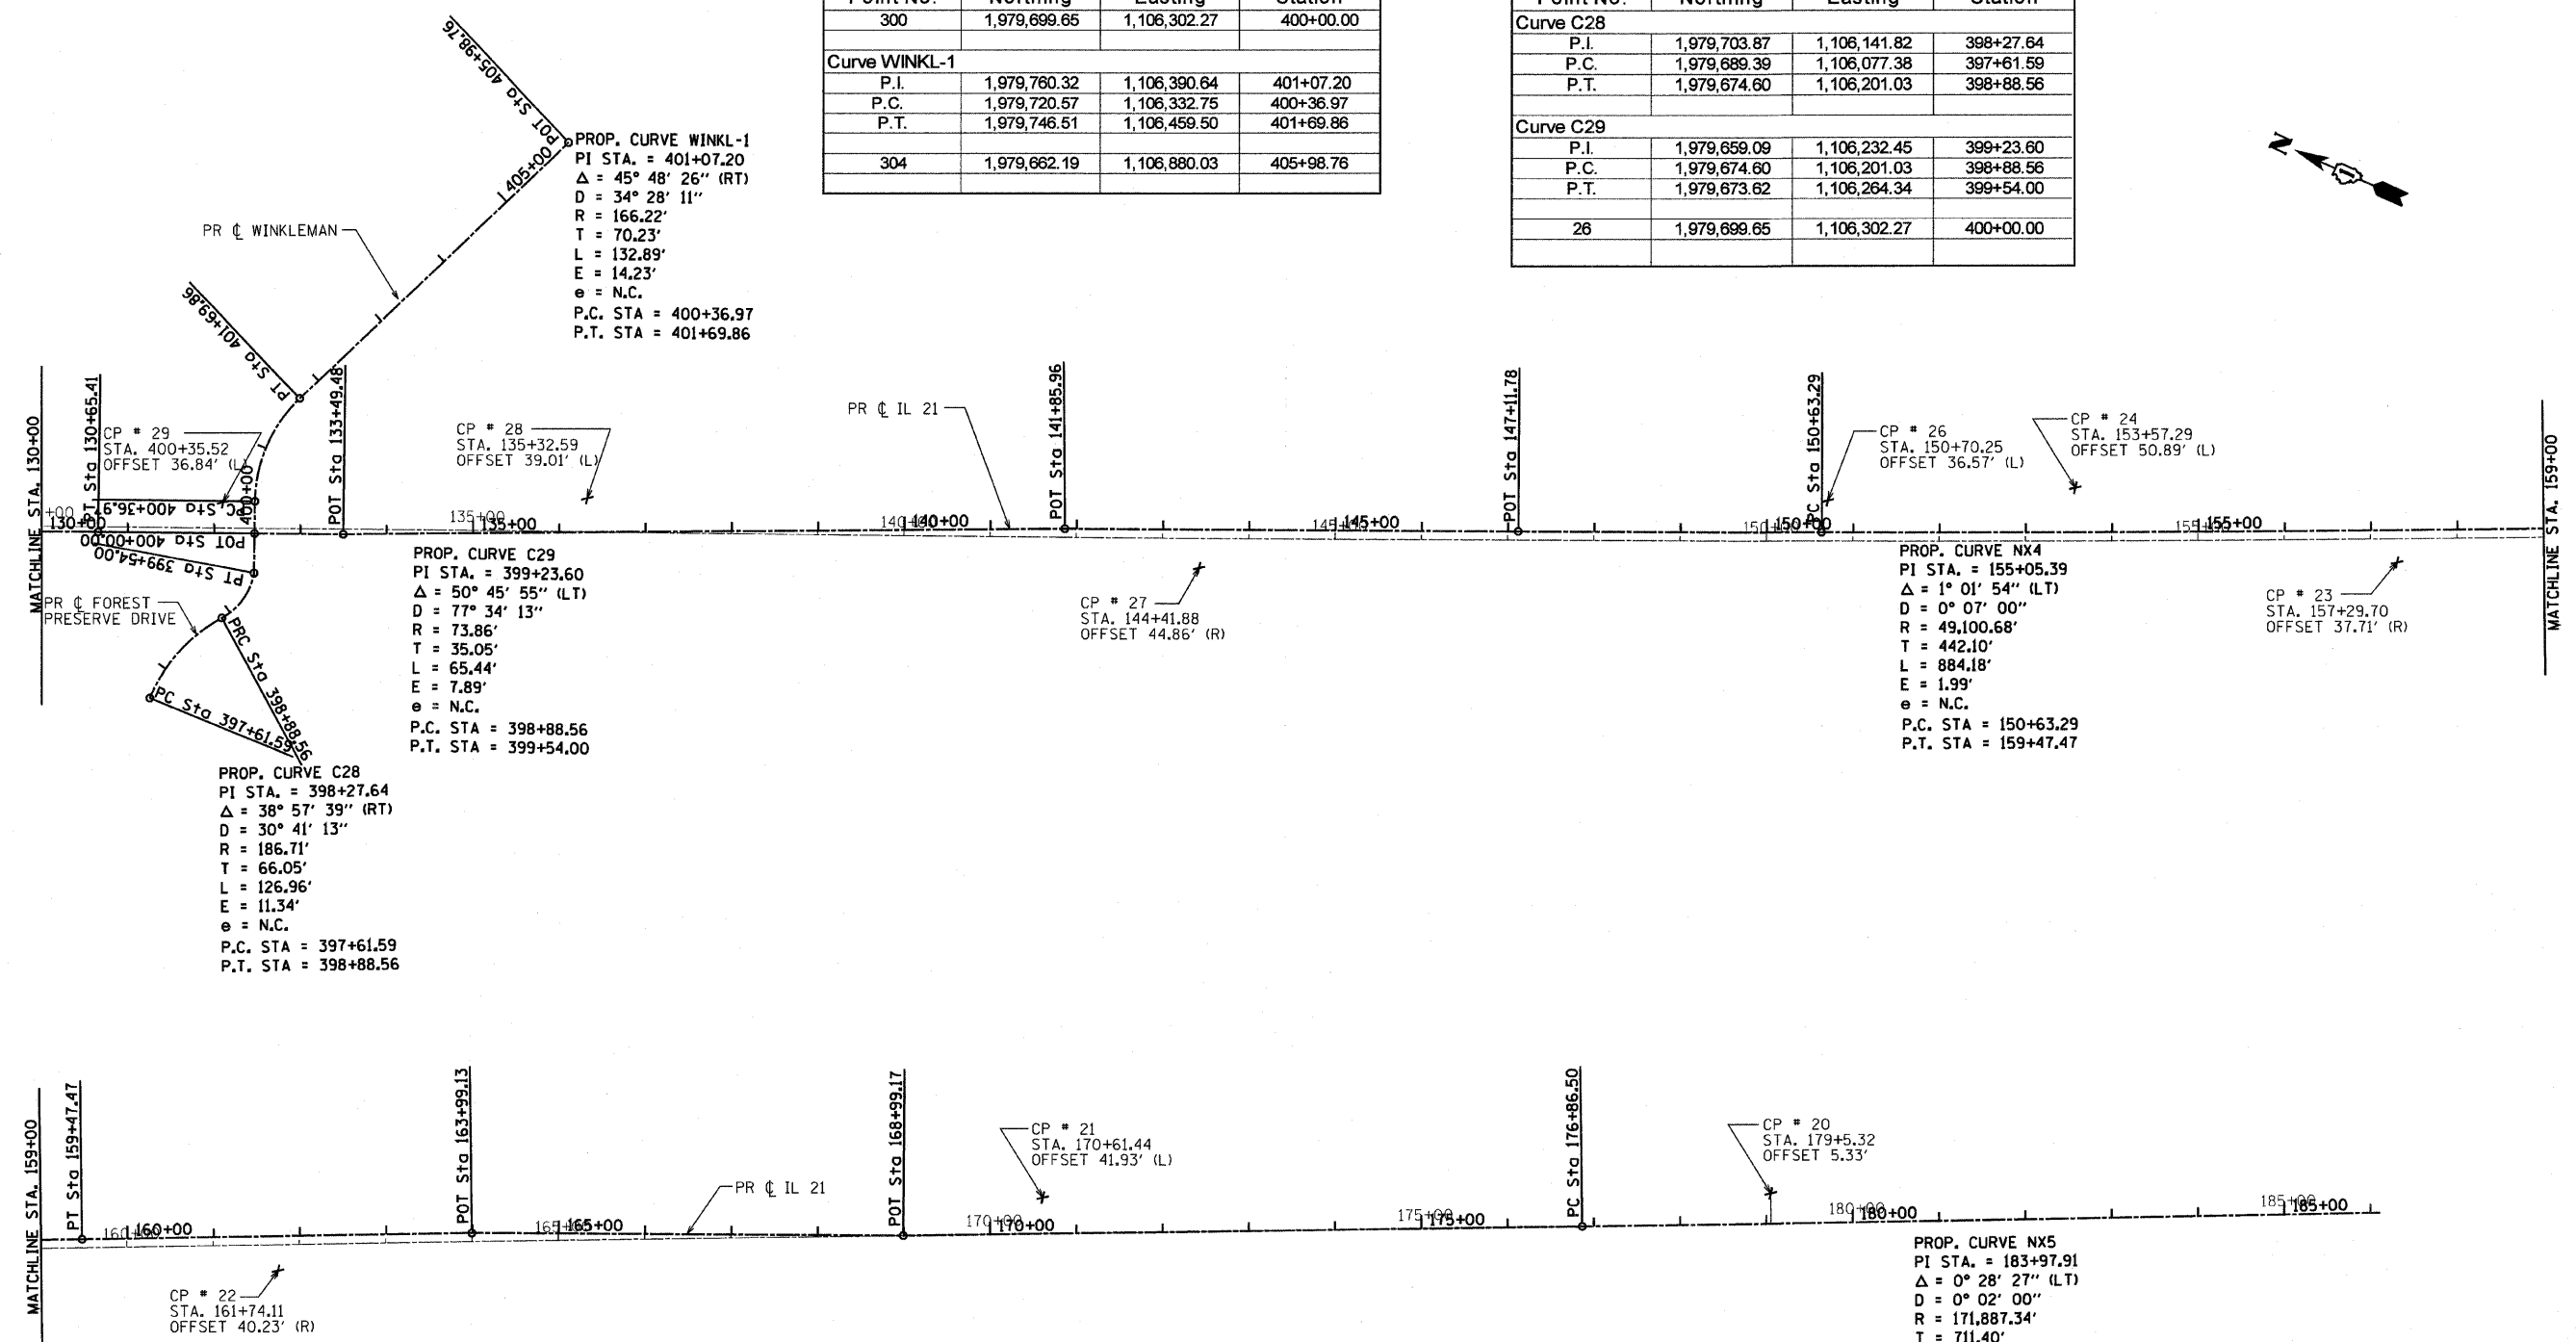 Point No. Northing Easting Station
300 1,979,699.65 1,106,302.27 400+00.00
Curve WINKL-1
P.I. 1,979,760.32 1,106,390.64 401+07.20
P.C. 1,979,720.57 1,106,332.75 400+36.97
P.T. 1,979,746.51 1,106,459.50 401+69.86
304 1,979,662.19 1,106,880.03 405+98.76
Point No. Northing Easting Station
Curve C28
P.I. 1,979,703.87 1,106,141.82 398+27.64
P.C. 1,979,689.39 1,106,077.38 397+61.59
P.T. 1,979,674.60 1,106,201.03 398+88.56
Curve C29
P.I. 1,979,659.09 1,106,232.45 399+23.60
P.C. 1,979,674.60 1,106,201.03 398+88.56
P.T. 1,979,673.62 1,106,264.34 399+54.00
26 1,979,699.65 1,106,302.27 400+00.00
N
POT Sta 405+98.76
405+00
PROP. CURVE WINKL-1
PI STA. = 401+07.20
Δ = 45° 48' 26" (RT)
D = 34° 28' 11"
R = 166.22'
T = 70.23'
L = 132.89'
E = 14.23'
e = N.C.
P.C. STA = 400+36.97
P.T. STA = 401+69.86
PR ℄ WINKLEMAN
PT Sta 401+69.86
MATCHLINE STA. 130+00
PT Sta 130+65.41
CP # 29
STA. 400+35.52
OFFSET 36.84' (L)
POT Sta 133+49.48
CP # 28
STA. 135+32.59
OFFSET 39.01' (L)
PR ℄ IL 21
POT Sta 141+85.96
POT Sta 147+11.78
PC Sta 150+63.29
CP # 26
STA. 150+70.25
OFFSET 36.57' (L)
CP # 24
STA. 153+57.29
OFFSET 50.89' (L)
MATCHLINE STA. 159+00
400+00
PC Sta 400+36.97
+00
130+00
135+00
135+00
140+00
140+00
145+00
145+00
150+00
150+00
155+00
155+00
POT Sta 400+00.00
PT Sta 399+54.00
PR ℄ FOREST
PRESERVE DRIVE
PRC Sta 398+88.56
PC Sta 397+61.59
PROP. CURVE C29
PI STA. = 399+23.60
Δ = 50° 45' 55" (LT)
D = 77° 34' 13"
R = 73.86'
T = 35.05'
L = 65.44'
E = 7.89'
e = N.C.
P.C. STA = 398+88.56
P.T. STA = 399+54.00
CP # 27
STA. 144+41.88
OFFSET 44.86' (R)
PROP. CURVE NX4
PI STA. = 155+05.39
Δ = 1° 01' 54" (LT)
D = 0° 07' 00"
R = 49,100.68'
T = 442.10'
L = 884.18'
E = 1.99'
e = N.C.
P.C. STA = 150+63.29
P.T. STA = 159+47.47
CP # 23
STA. 157+29.70
OFFSET 37.71' (R)
PROP. CURVE C28
PI STA. = 398+27.64
Δ = 38° 57' 39" (RT)
D = 30° 41' 13"
R = 186.71'
T = 66.05'
L = 126.96'
E = 11.34'
e = N.C.
P.C. STA = 397+61.59
P.T. STA = 398+88.56
MATCHLINE STA. 159+00
PT Sta 159+47.47
POT Sta 163+99.13
PR ℄ IL 21
POT Sta 168+99.17
CP # 21
STA. 170+61.44
OFFSET 41.93' (L)
PC Sta 176+86.50
CP # 20
STA. 179+5.32
OFFSET 5.33'
160+00
160+00
165+00
165+00
170+00
170+00
175+00
175+00
180+00
180+00
185+00
185+00
CP # 22
STA. 161+74.11
OFFSET 40.23' (R)
PROP. CURVE NX5
PI STA. = 183+97.91
Δ = 0° 28' 27" (LT)
D = 0° 02' 00"
R = 171,887.34'
T = 711.40'